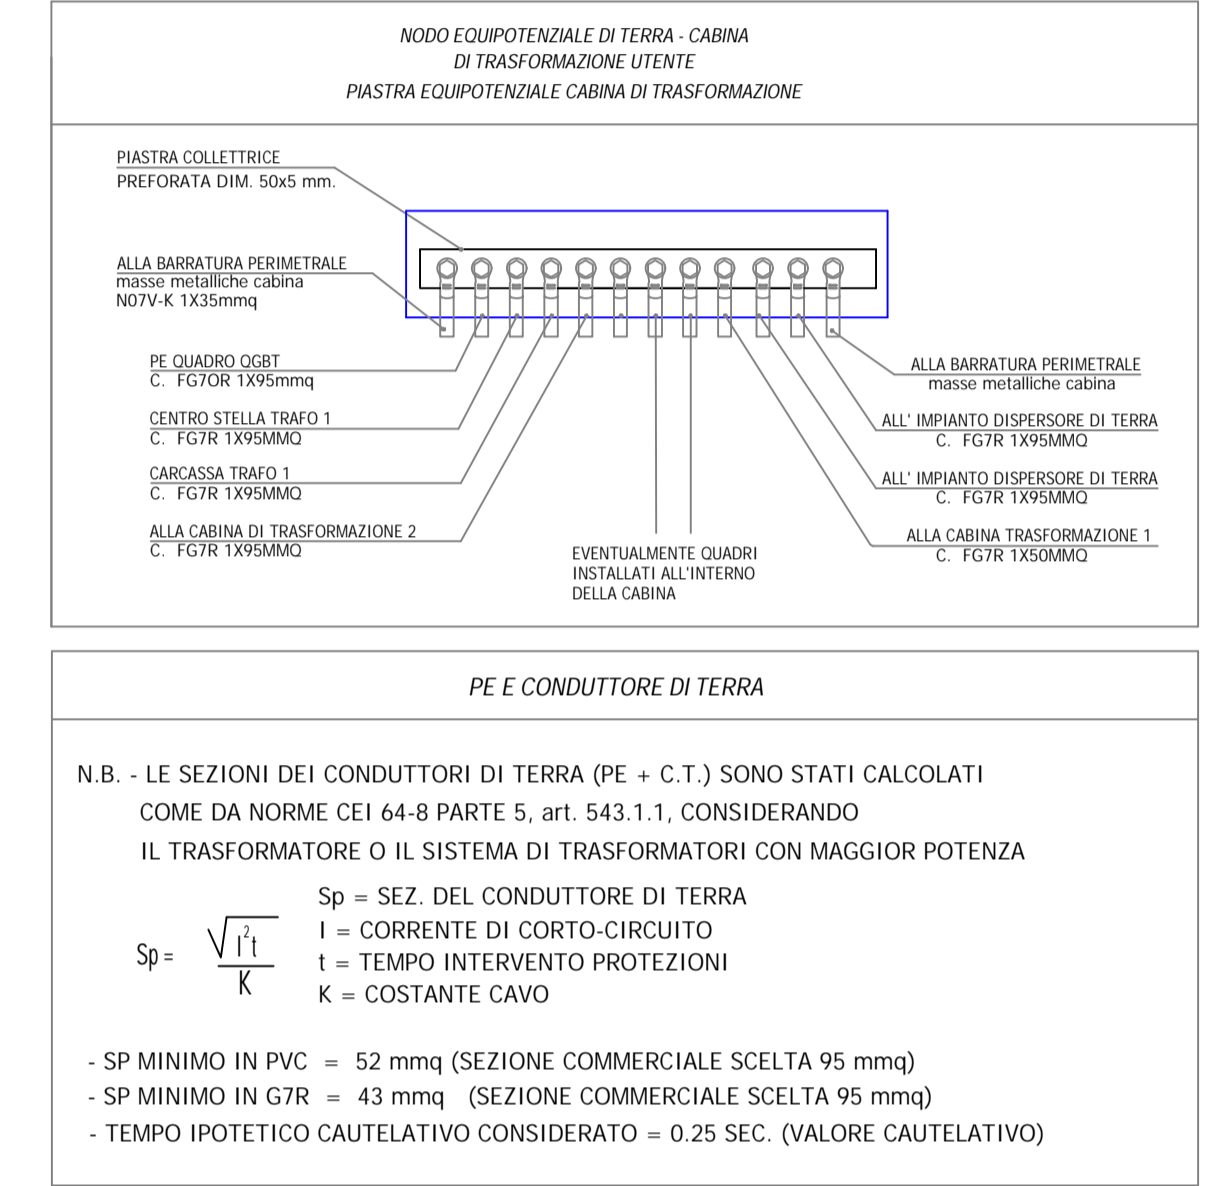 NODO EQUIPOTENZIALE DI TERRA - CABINA
DI TRASFORMAZIONE UTENTE
PIASTRA EQUIPOTENZIALE CABINA DI TRASFORMAZIONE
PIASTRA COLLETTRICE
PREFORATA DIM. 50x5 mm.
ALLA BARRATURA PERIMETRALE
masse metalliche cabina
N07V-K 1X35mmq
PE QUADRO QGBT
C. FG7OR 1X95mmq
CENTRO STELLA TRAFO 1
C. FG7R 1X95MMQ
CARCASSA TRAFO 1
C. FG7R 1X95MMQ
ALLA CABINA DI TRASFORMAZIONE 2
C. FG7R 1X95MMQ
EVENTUALMENTE QUADRI
INSTALLATI ALL'INTERNO
DELLA CABINA
ALLA BARRATURA PERIMETRALE
masse metalliche cabina
ALL' IMPIANTO DISPERSORE DI TERRA
C. FG7R 1X95MMQ
ALL' IMPIANTO DISPERSORE DI TERRA
C. FG7R 1X95MMQ
ALLA CABINA TRASFORMAZIONE 1
C. FG7R 1X50MMQ
PE E CONDUTTORE DI TERRA
N.B. - LE SEZIONI DEI CONDUTTORI DI TERRA (PE + C.T.) SONO STATI CALCOLATI
COME DA NORME CEI 64-8 PARTE 5, art. 543.1.1, CONSIDERANDO
IL TRASFORMATORE O IL SISTEMA DI TRASFORMATORI CON MAGGIOR POTENZA
Sp = √I²t / K
Sp = SEZ. DEL CONDUTTORE DI TERRA
I = CORRENTE DI CORTO-CIRCUITO
t = TEMPO INTERVENTO PROTEZIONI
K = COSTANTE CAVO
- SP MINIMO IN PVC = 52 mmq (SEZIONE COMMERCIALE SCELTA 95 mmq)
- SP MINIMO IN G7R = 43 mmq (SEZIONE COMMERCIALE SCELTA 95 mmq)
- TEMPO IPOTETICO CAUTELATIVO CONSIDERATO = 0.25 SEC. (VALORE CAUTELATIVO)